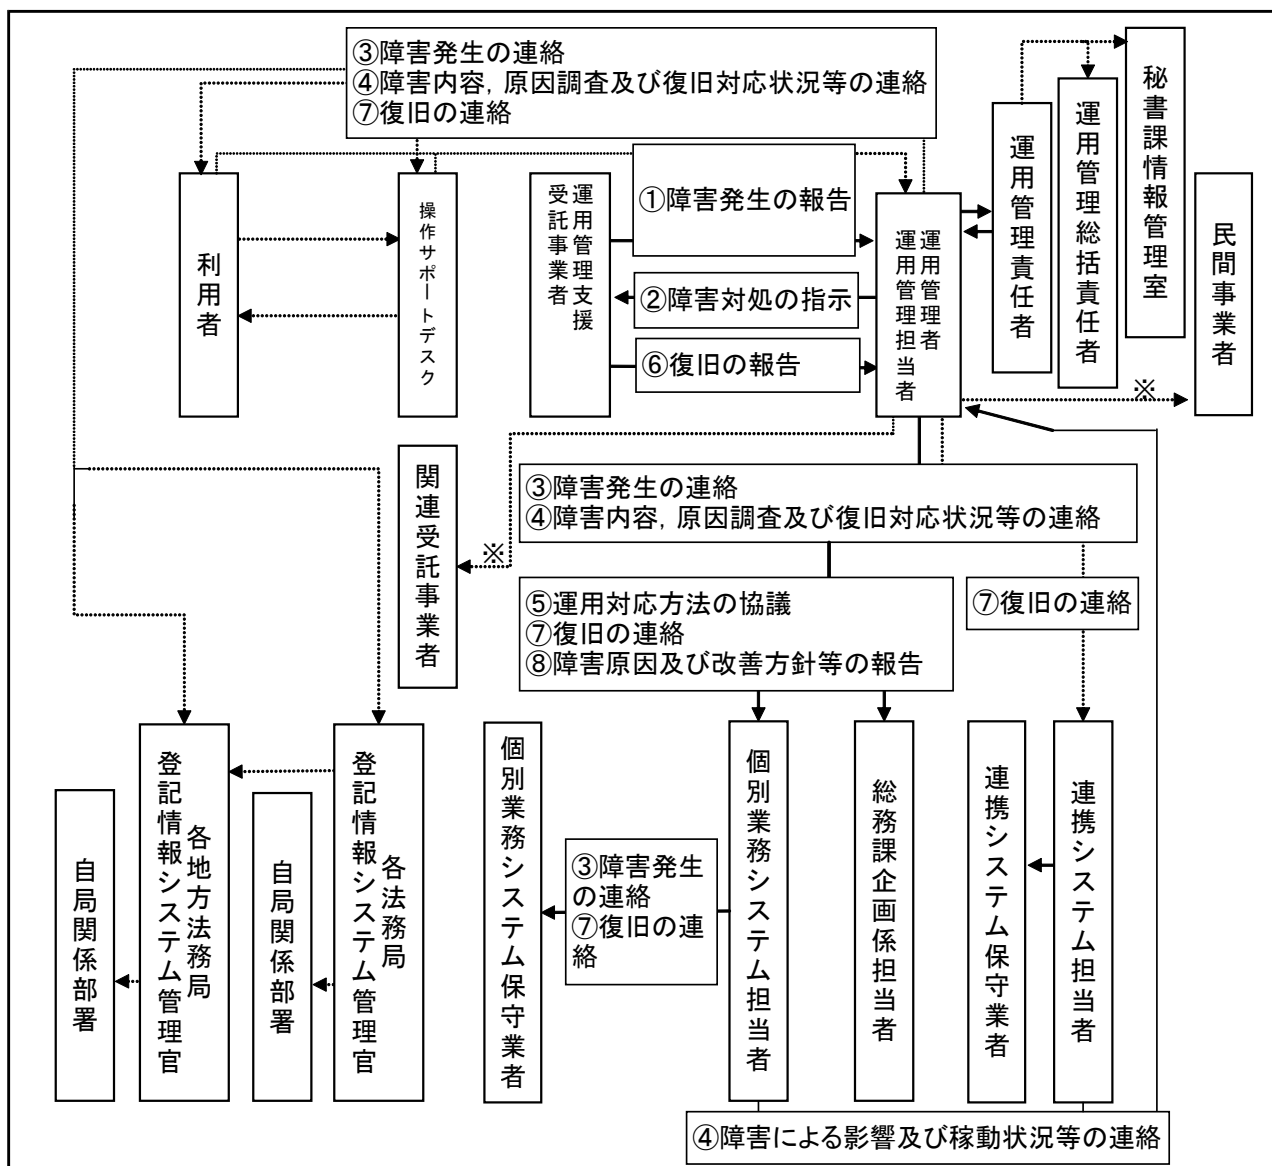 ③障害発生の連絡
④障害内容，原因調査及び復旧対応状況等の連絡
⑦復旧の連絡
秘書課情報管理室
運用管理総括責任者
運用管理責任者
民間事業者
利用者
操作サポートデスク
運用管理支援
受託事業者
①障害発生の報告
②障害対処の指示
⑥復旧の報告
運用管理者
運用管理担当者
※
関連受託事業者
※
③障害発生の連絡
④障害内容，原因調査及び復旧対応状況等の連絡
⑤運用対応方法の協議
⑦復旧の連絡
⑧障害原因及び改善方針等の報告
⑦復旧の連絡
自局関係部署
各地方法務局
登記情報システム管理官
自局関係部署
各法務局
登記情報システム管理官
個別業務システム保守業者
③障害発生
の連絡
⑦復旧の連
絡
個別業務システム担当者
総務課企画係担当者
連携システム保守業者
連携システム担当者
④障害による影響及び稼動状況等の連絡